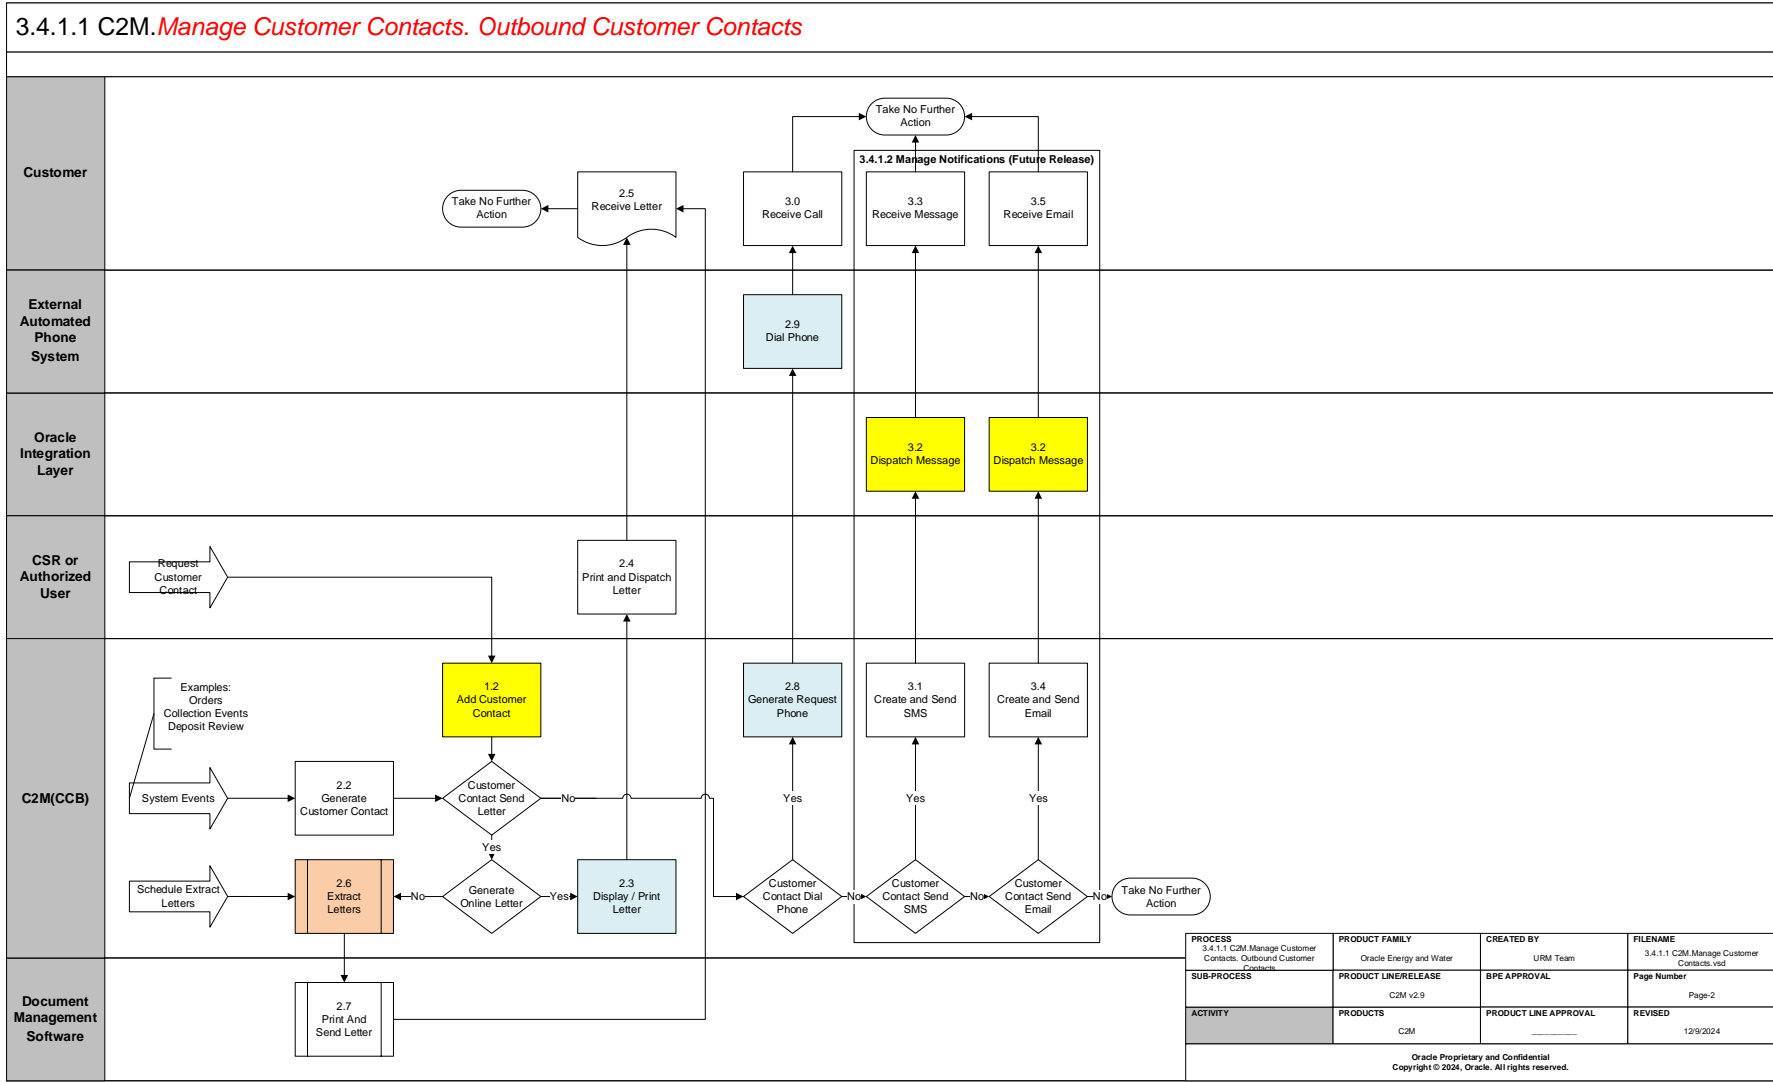 3.4.1.1 C2M.Manage Customer Contacts. Outbound Customer Contacts
Customer
Take No Further
Action
3.4.1.2 Manage Notifications (Future Release)
Take No Further
Action
2.5
Receive Letter
3.0
Receive Call
3.3
Receive Message
3.5
Receive Email
External
Automated
Phone
System
2.9
Dial Phone
Oracle
Integration
Layer
3.2
Dispatch Message
3.2
Dispatch Message
CSR or
Authorized
User
Request
Customer
Contact
2.4
Print and Dispatch
Letter
C2M(CCB)
Examples:
Orders
Collection Events
Deposit Review
1.2
Add Customer
Contact
2.8
Generate Request
Phone
3.1
Create and Send
SMS
3.4
Create and Send
Email
System Events
2.2
Generate
Customer Contact
Customer
Contact Send
Letter
No
Yes
Yes
Yes
Yes
Schedule Extract
Letters
2.6
Extract
Letters
No
Generate
Online Letter
Yes
2.3
Display / Print
Letter
Customer
Contact Dial
Phone
No
Customer
Contact Send
SMS
No
Customer
Contact Send
Email
No
Take No Further
Action
Document
Management
Software
2.7
Print And
Send Letter
PROCESS
3.4.1.1 C2M.Manage Customer
Contacts. Outbound Customer
Contacts
PRODUCT FAMILY
Oracle Energy and Water
CREATED BY
URM Team
FILENAME
3.4.1.1 C2M.Manage Customer
Contacts.vsd
SUB-PROCESS
PRODUCT LINE/RELEASE
C2M v2.9
BPE APPROVAL
Page Number
Page-2
ACTIVITY
PRODUCTS
C2M
PRODUCT LINE APPROVAL
___________
REVISED
12/9/2024
Oracle Proprietary and Confidential
Copyright © 2024, Oracle. All rights reserved.